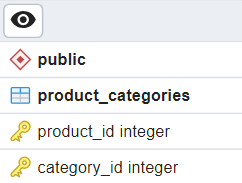 public
product_categories
product_id integer
category_id integer